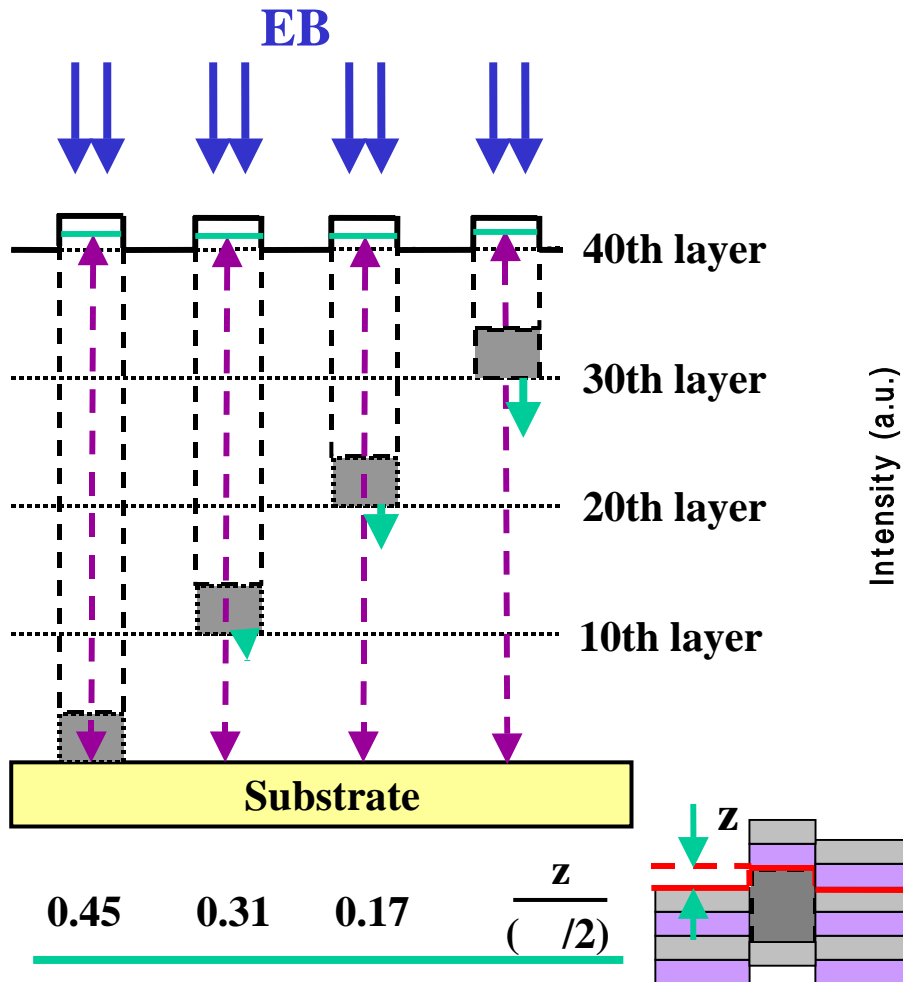 EB
40th layer
30th layer
20th layer
10th layer
Intensity (a.u.)
Substrate
z
0.45 0.31 0.17 z
( /2)